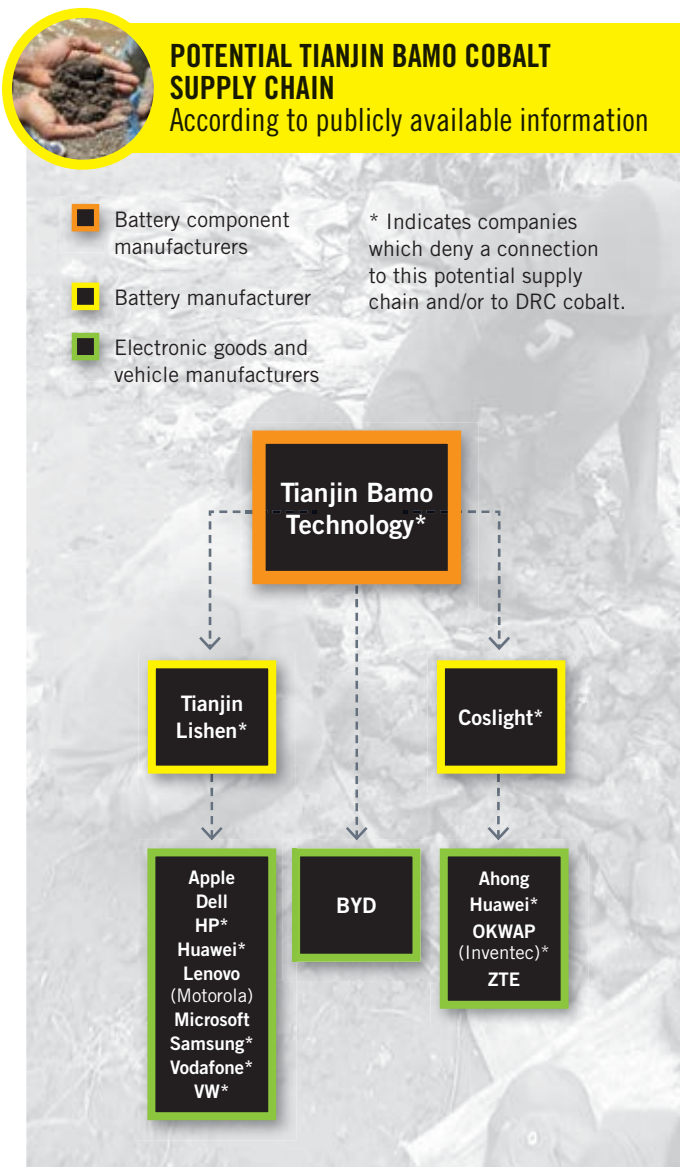 POTENTIAL TIANJIN BAMO COBALT
SUPPLY CHAIN
According to publicly available information
Battery component
manufacturers
Battery manufacturer
Electronic goods and
vehicle manufacturers
* Indicates companies
which deny a connection
to this potential supply
chain and/or to DRC cobalt.
Tianjin Bamo
Technology*
Tianjin
Lishen*
Coslight*
Apple
Dell
HP*
Huawei*
Lenovo
(Motorola)
Microsoft
Samsung*
Vodafone*
VW*
BYD
Ahong
Huawei*
OKWAP
(Inventec)*
ZTE